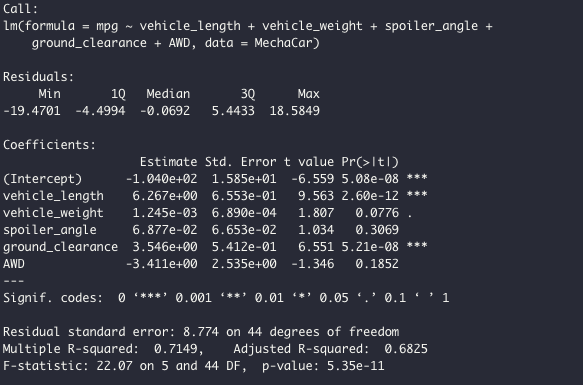 Call:
lm(formula = mpg ~ vehicle_length + vehicle_weight + spoiler_angle +
    ground_clearance + AWD, data = MechaCar)

Residuals:
     Min       1Q   Median       3Q      Max
-19.4701  -4.4994  -0.0692   5.4433  18.5849

Coefficients:
                   Estimate Std. Error t value Pr(>|t|)
(Intercept)      -1.040e+02  1.585e+01  -6.559 5.08e-08 ***
vehicle_length    6.267e+00  6.553e-01   9.563 2.60e-12 ***
vehicle_weight    1.245e-03  6.890e-04   1.807   0.0776 .
spoiler_angle     6.877e-02  6.653e-02   1.034   0.3069
ground_clearance  3.546e+00  5.412e-01   6.551 5.21e-08 ***
AWD              -3.411e+00  2.535e+00  -1.346   0.1852
---
Signif. codes:  0 ‘***’ 0.001 ‘**’ 0.01 ‘*’ 0.05 ‘.’ 0.1 ‘ ’ 1

Residual standard error: 8.774 on 44 degrees of freedom
Multiple R-squared:  0.7149,    Adjusted R-squared:  0.6825
F-statistic: 22.07 on 5 and 44 DF,  p-value: 5.35e-11